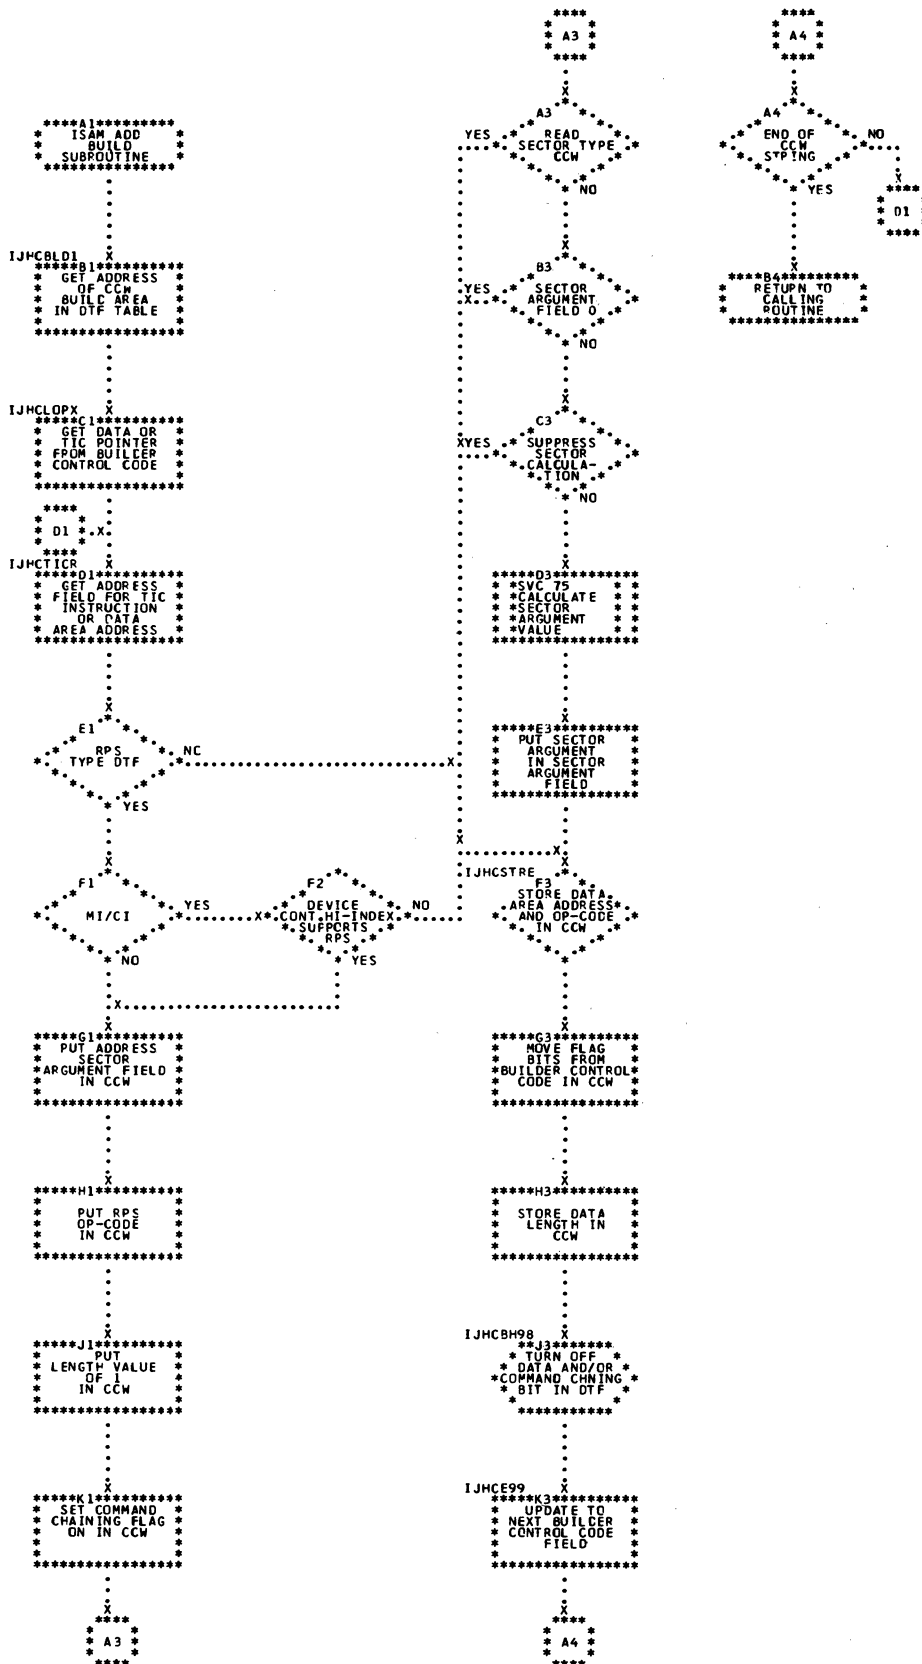 A1
ISAM ADD
BUILD
SUBROUTINE
IJHCBLD1
B1
GET ADDRESS
OF CCW
BUILD AREA
IN DTF TABLE
IJHCLOPX
C1
GET DATA OR
TIC POINTER
FROM BUILDER
CONTROL CODE
D1
IJHCTICR
D1
GET ADDRESS
FIELD FOR TIC
INSTRUCTION
OR DATA
AREA ADDRESS
E1
RPS
TYPE DTF
NC
YES
F1
MI/CI
YES
NO
F2
DEVICE
CONT.HI-INDEX
SUPPORTS
RPS
NO
YES
G1
PUT ADDRESS
SECTOR
ARGUMENT FIELD
IN CCW
H1
PUT RPS
OP-CODE
IN CCW
J1
PUT
LENGTH VALUE
OF 1
IN CCW
K1
SET COMMAND
CHAINING FLAG
ON IN CCW
A3
A3
A3
READ
SECTOR TYPE
CCW
YES
NO
B3
SECTOR
ARGUMENT
FIELD 0
YES
NO
C3
SUPPRESS
SECTOR
CALCULA-
TION
YES
NO
D3
SVC 75
CALCULATE
SECTOR
ARGUMENT
VALUE
E3
PUT SECTOR
ARGUMENT
IN SECTOR
ARGUMENT
FIELD
IJHCSTRE
F3
STORE DATA
AREA ADDRESS
AND OP-CODE
IN CCW
G3
MOVE FLAG
BITS FROM
BUILDER CONTROL
CODE IN CCW
H3
STORE DATA
LENGTH IN
CCW
IJHCBH98
J3
TURN OFF
DATA AND/OR
COMMAND CHNING
BIT IN DTF
IJHCE99
K3
UPDATE TO
NEXT BUILDER
CONTROL CODE
FIELD
A4
A4
A4
END OF
CCW
STPING
NO
YES
D1
B4
RETURN TO
CALLING
ROUTINE